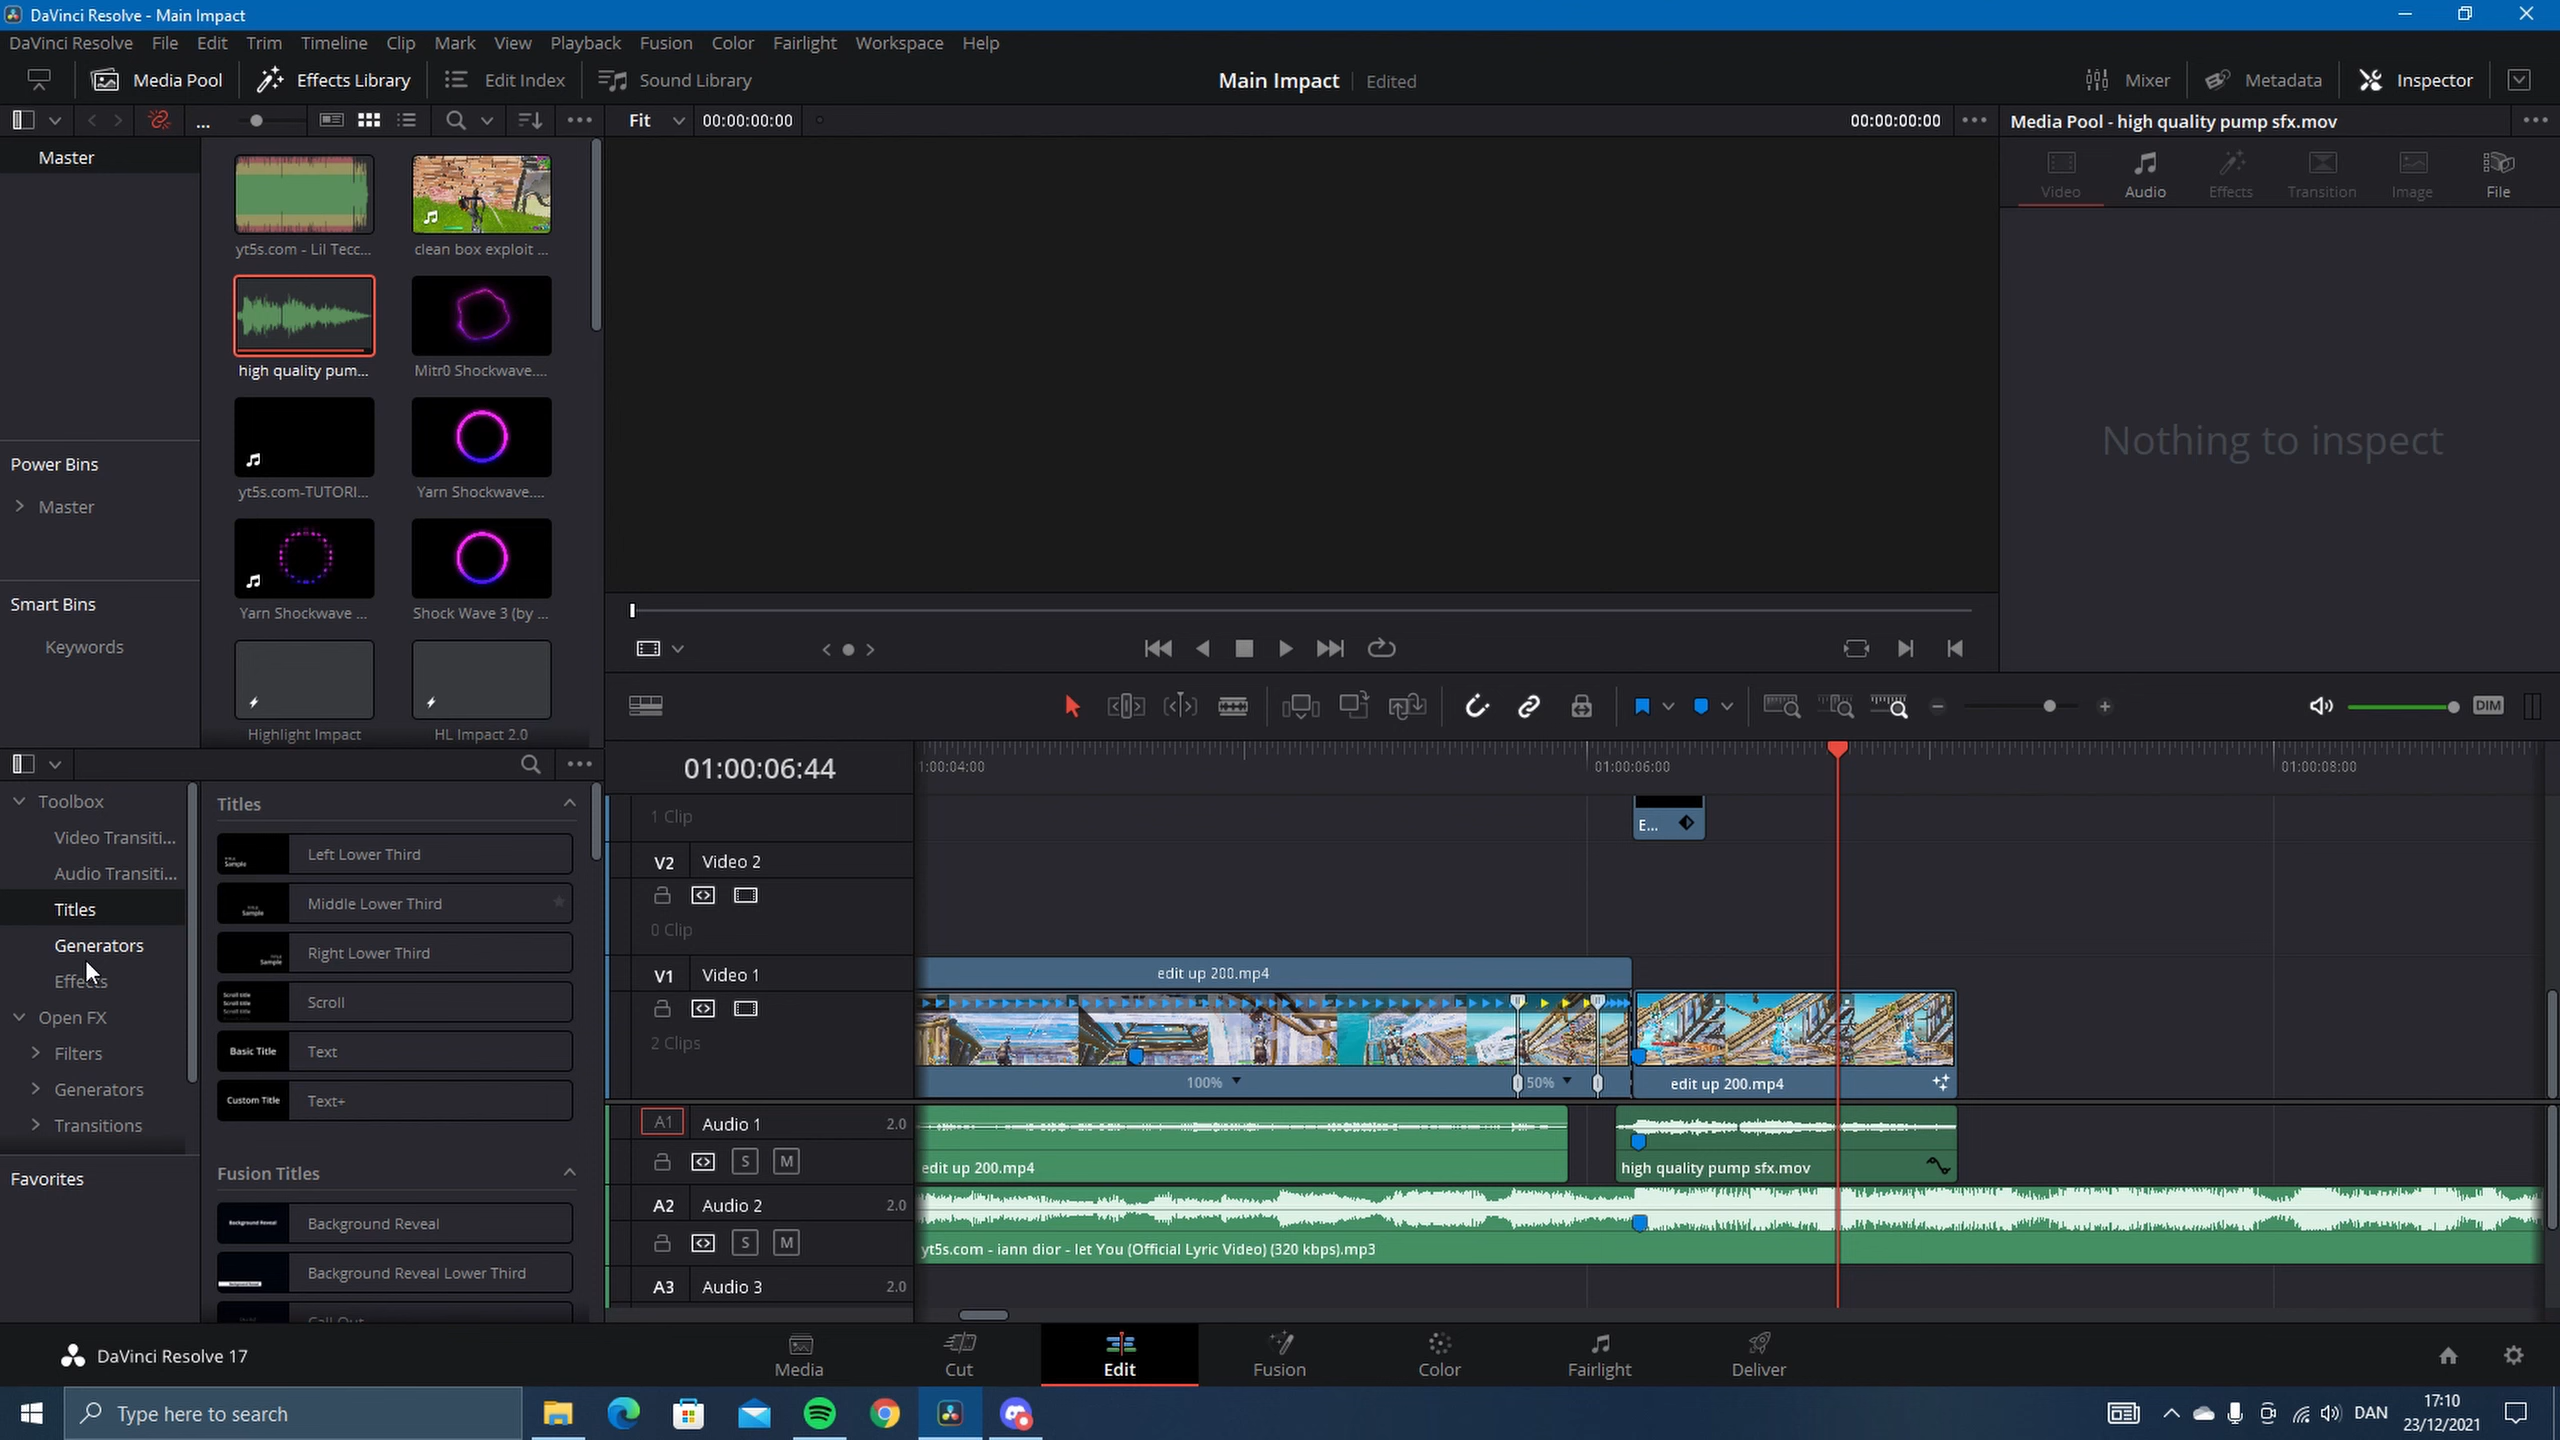 DaVinci Resolve - Main Impact
DaVinci Resolve File Edit Trim Timeline Clip Mark View Playback Fusion Color Fairlight Workspace Help
Media Pool Effects Library Edit Index Sound Library Main Impact Edited Mixer Metadata Inspector
... Fit 00:00:00:00 00:00:00:00 Media Pool - high quality pump sfx.mov
Master
Video Audio Effects Transition Image File
yt5s.com - Lil Tecc... clean box exploit ...
high quality pum... Mitr0 Shockwave....
Nothing to inspect
Power Bins
yt5s.com-TUTORI... Yarn Shockwave....
Master
Smart Bins
Yarn Shockwave ... Shock Wave 3 (by ...
Keywords
Highlight Impact HL Impact 2.0
DIM
Toolbox
Video Transiti...
Audio Transiti...
Titles
Generators
Effects
Open FX
Filters
Generators
Transitions
Favorites
Titles
Left Lower Third
Middle Lower Third
Right Lower Third
Scroll
Basic Title Text
Custom Title Text+
Fusion Titles
Background Reveal Background Reveal
Background Reveal Lower Third
Call Out
01:00:06:44 1:00:04:00 01:00:06:00 01:00:08:00
1 Clip E...
V2 Video 2
0 Clip
V1 Video 1 edit up 200.mp4
2 Clips
100% 50% edit up 200.mp4
A1 Audio 1 2.0
S M edit up 200.mp4 high quality pump sfx.mov
A2 Audio 2 2.0
S M yt5s.com - iann dior - let You (Official Lyric Video) (320 kbps).mp3
A3 Audio 3 2.0
DaVinci Resolve 17 Media Cut Edit Fusion Color Fairlight Deliver
Type here to search DAN 17:10
23/12/2021